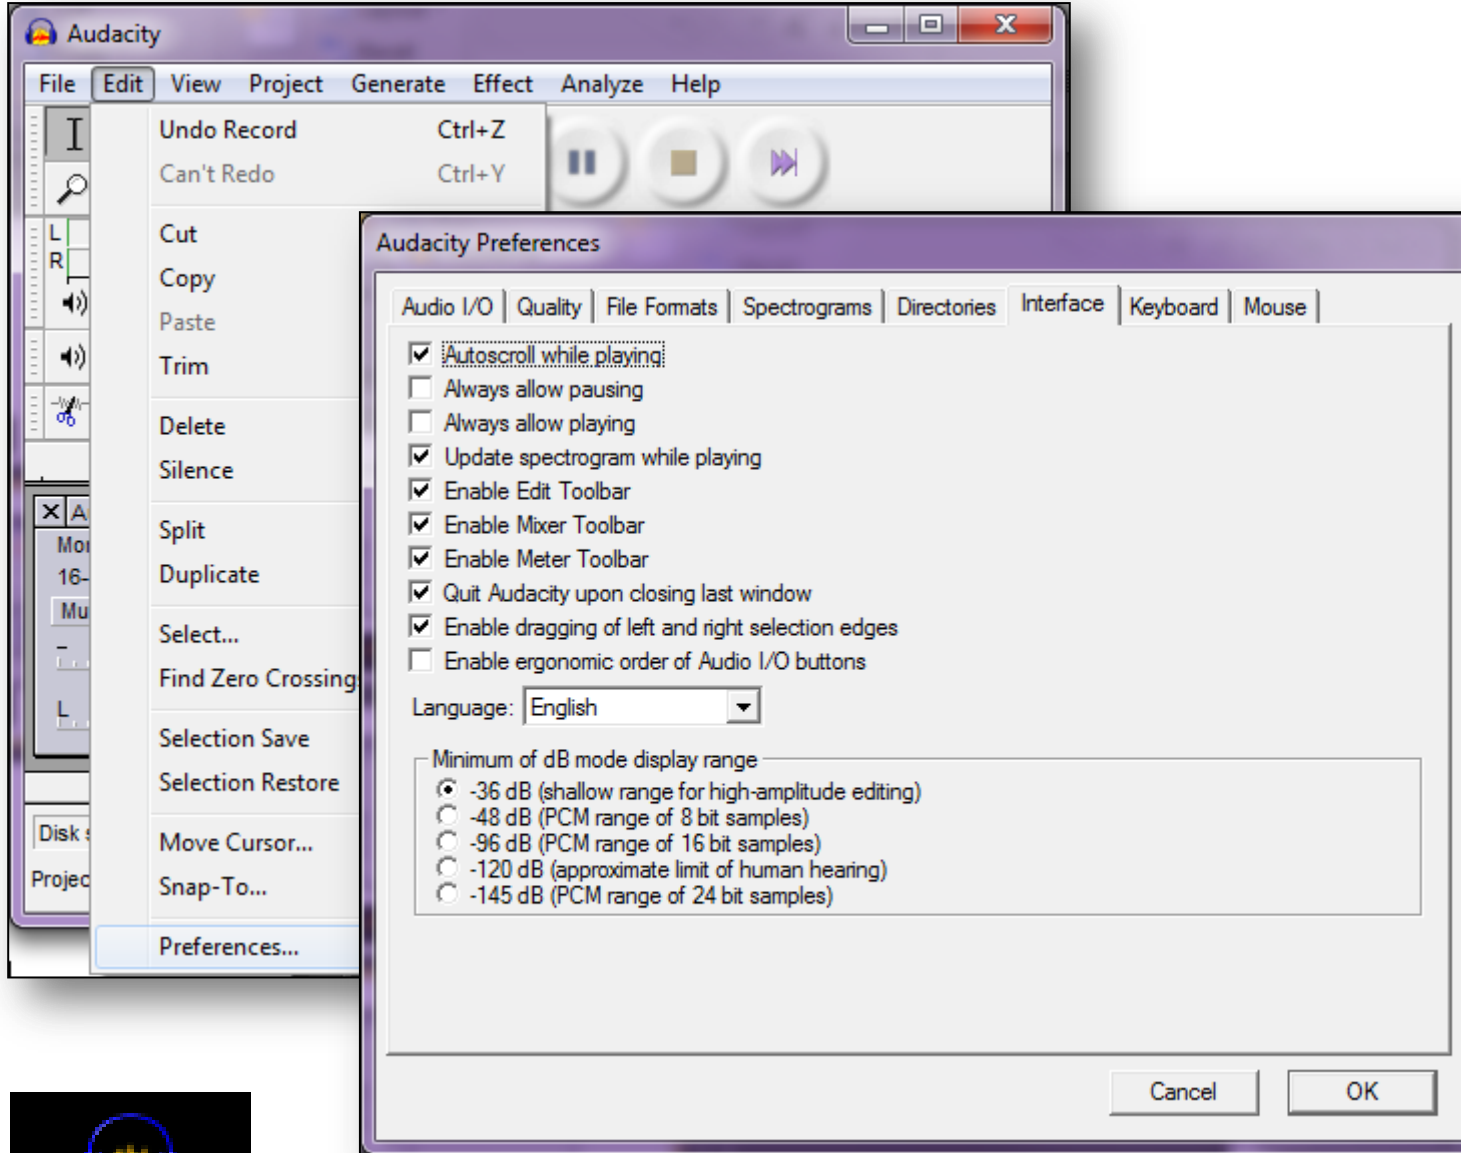 Audacity
File Edit View Project Generate Effect Analyze Help
Undo Record Ctrl+Z
Can't Redo Ctrl+Y
Cut
Copy
Paste
Trim
Delete
Silence
Split
Duplicate
Select...
Find Zero Crossing
Selection Save
Selection Restore
Move Cursor...
Snap-To...
Preferences...
L
R
A
Mo
16-
Mu
-
L
Disk
Projec
Audacity Preferences
Audio I/O Quality File Formats Spectrograms Directories Interface Keyboard Mouse
Autoscroll while playing
Always allow pausing
Always allow playing
Update spectrogram while playing
Enable Edit Toolbar
Enable Mixer Toolbar
Enable Meter Toolbar
Quit Audacity upon closing last window
Enable dragging of left and right selection edges
Enable ergonomic order of Audio I/O buttons
Language: English
Minimum of dB mode display range
-36 dB (shallow range for high-amplitude editing)
-48 dB (PCM range of 8 bit samples)
-96 dB (PCM range of 16 bit samples)
-120 dB (approximate limit of human hearing)
-145 dB (PCM range of 24 bit samples)
Cancel OK